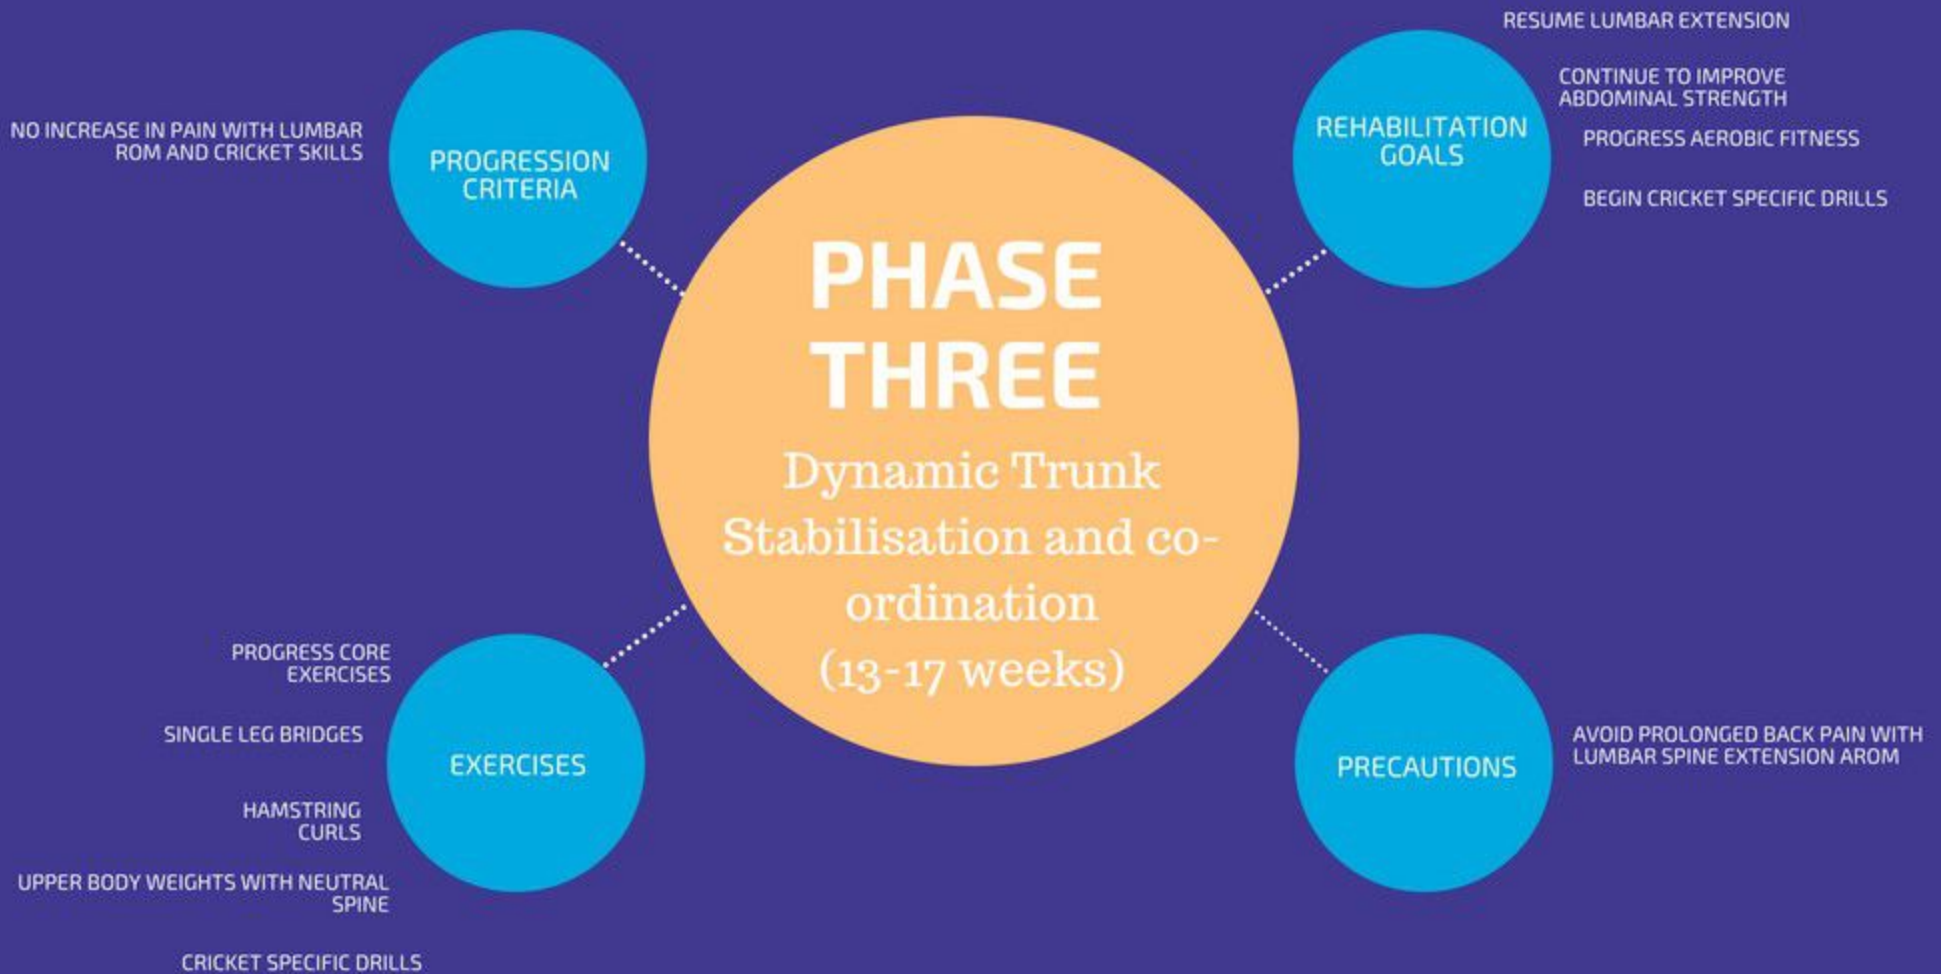 PHASE
THREE
Dynamic Trunk
Stabilisation and co-
ordination
(13-17 weeks)
PROGRESSION
CRITERIA
NO INCREASE IN PAIN WITH LUMBAR
ROM AND CRICKET SKILLS
REHABILITATION
GOALS
RESUME LUMBAR EXTENSION
CONTINUE TO IMPROVE
ABDOMINAL STRENGTH
PROGRESS AEROBIC FITNESS
BEGIN CRICKET SPECIFIC DRILLS
EXERCISES
PROGRESS CORE
EXERCISES
SINGLE LEG BRIDGES
HAMSTRING
CURLS
UPPER BODY WEIGHTS WITH NEUTRAL
SPINE
CRICKET SPECIFIC DRILLS
PRECAUTIONS
AVOID PROLONGED BACK PAIN WITH
LUMBAR SPINE EXTENSION AROM